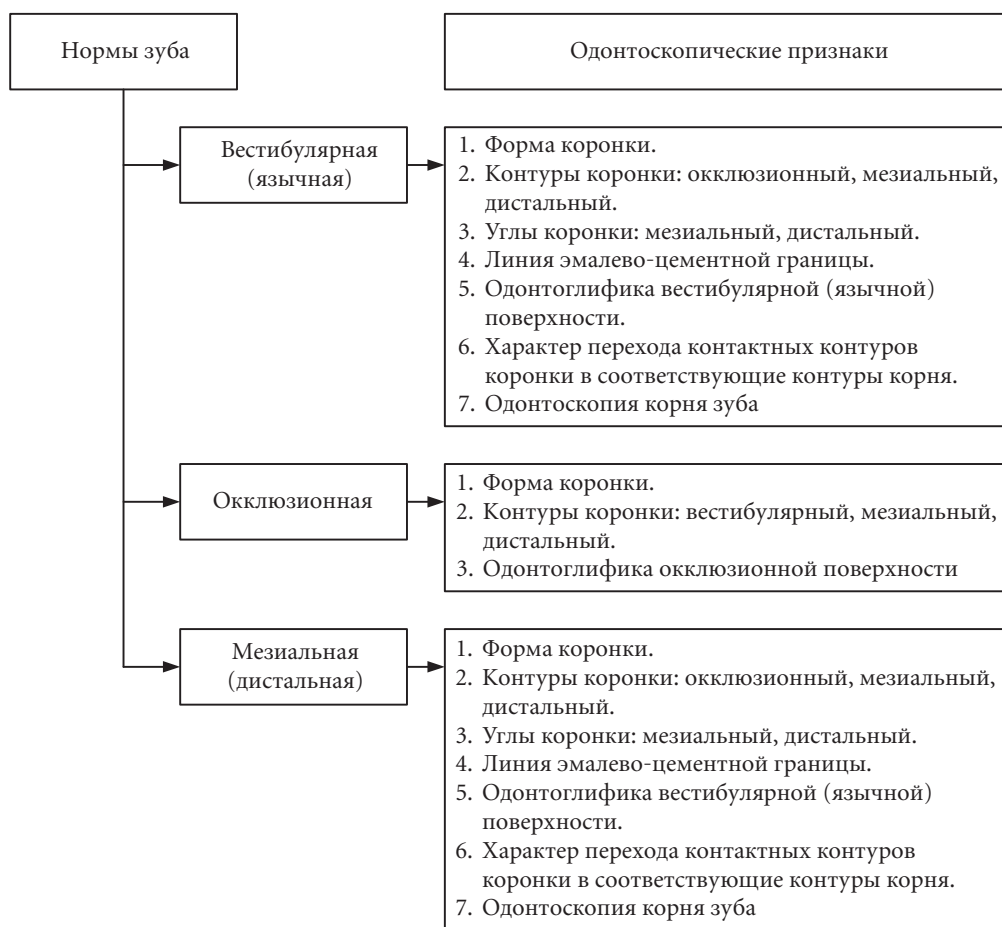 Нормы зуба
Одонтоскопические признаки
Вестибулярная
(язычная)
1. Форма коронки.
2. Контуры коронки: окклюзионный, мезиальный,
дистальный.
3. Углы коронки: мезиальный, дистальный.
4. Линия эмалево-цементной границы.
5. Одонтоглифика вестибулярной (язычной)
поверхности.
6. Характер перехода контактных контуров
коронки в соответствующие контуры корня.
7. Одонтоскопия корня зуба
Окклюзионная
1. Форма коронки.
2. Контуры коронки: вестибулярный, мезиальный,
дистальный.
3. Одонтоглифика окклюзионной поверхности
Мезиальная
(дистальная)
1. Форма коронки.
2. Контуры коронки: окклюзионный, мезиальный,
дистальный.
3. Углы коронки: мезиальный, дистальный.
4. Линия эмалево-цементной границы.
5. Одонтоглифика вестибулярной (язычной)
поверхности.
6. Характер перехода контактных контуров
коронки в соответствующие контуры корня.
7. Одонтоскопия корня зуба